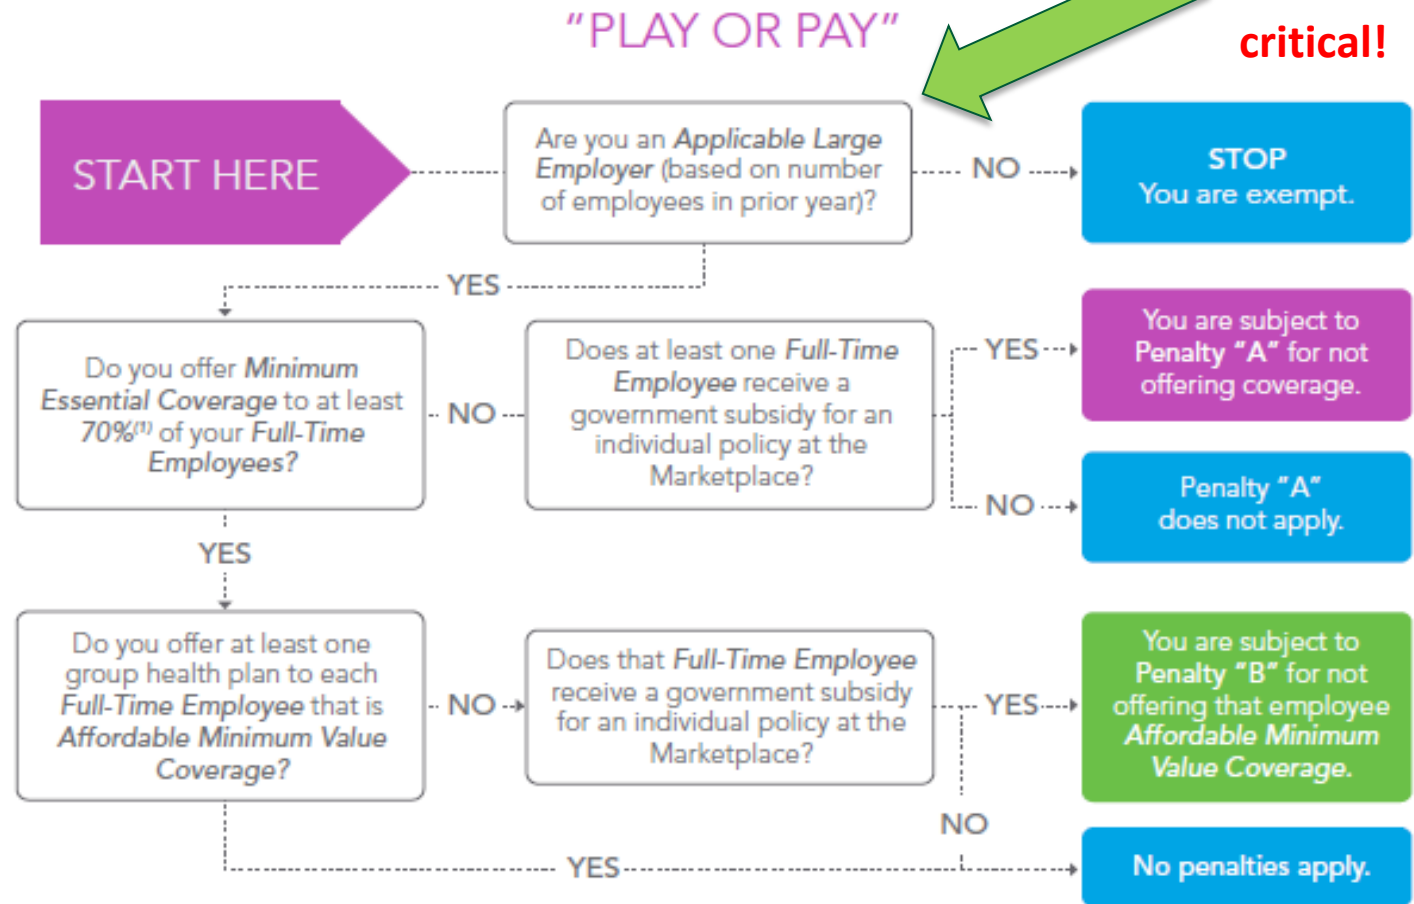 "PLAY OR PAY"
critical!
START HERE
Are you an Applicable Large
Employer (based on number
of employees in prior year)?
NO
STOP
You are exempt.
YES
Do you offer Minimum
Essential Coverage to at least
70%⁽¹⁾ of your Full-Time
Employees?
NO
Does at least one Full-Time
Employee receive a
government subsidy for an
individual policy at the
Marketplace?
YES
You are subject to
Penalty "A" for not
offering coverage.
NO
Penalty "A"
does not apply.
YES
Do you offer at least one
group health plan to each
Full-Time Employee that is
Affordable Minimum Value
Coverage?
NO
Does that Full-Time Employee
receive a government subsidy
for an individual policy at the
Marketplace?
YES
You are subject to
Penalty "B" for not
offering that employee
Affordable Minimum
Value Coverage.
NO
YES
No penalties apply.